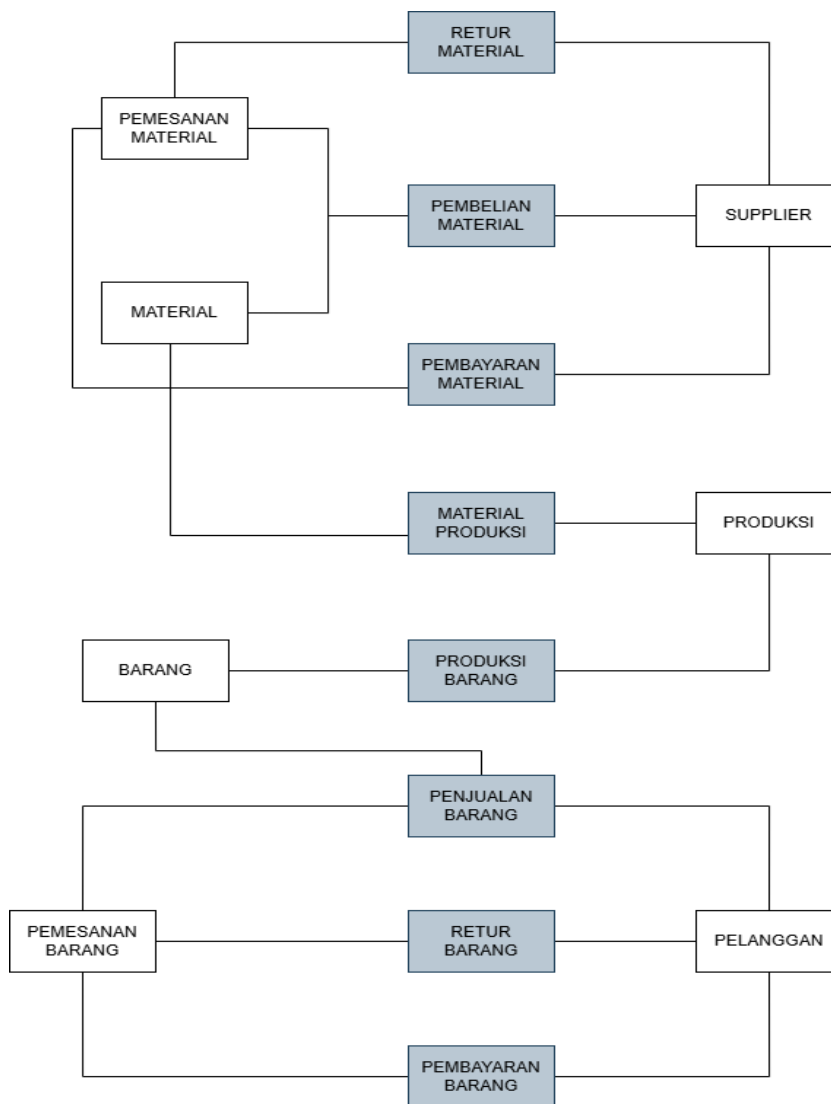 RETUR
MATERIAL
PEMESANAN
MATERIAL
PEMBELIAN
MATERIAL
SUPPLIER
MATERIAL
PEMBAYARAN
MATERIAL
MATERIAL
PRODUKSI
PRODUKSI
BARANG
PRODUKSI
BARANG
PENJUALAN
BARANG
PEMESANAN
BARANG
RETUR
BARANG
PELANGGAN
PEMBAYARAN
BARANG